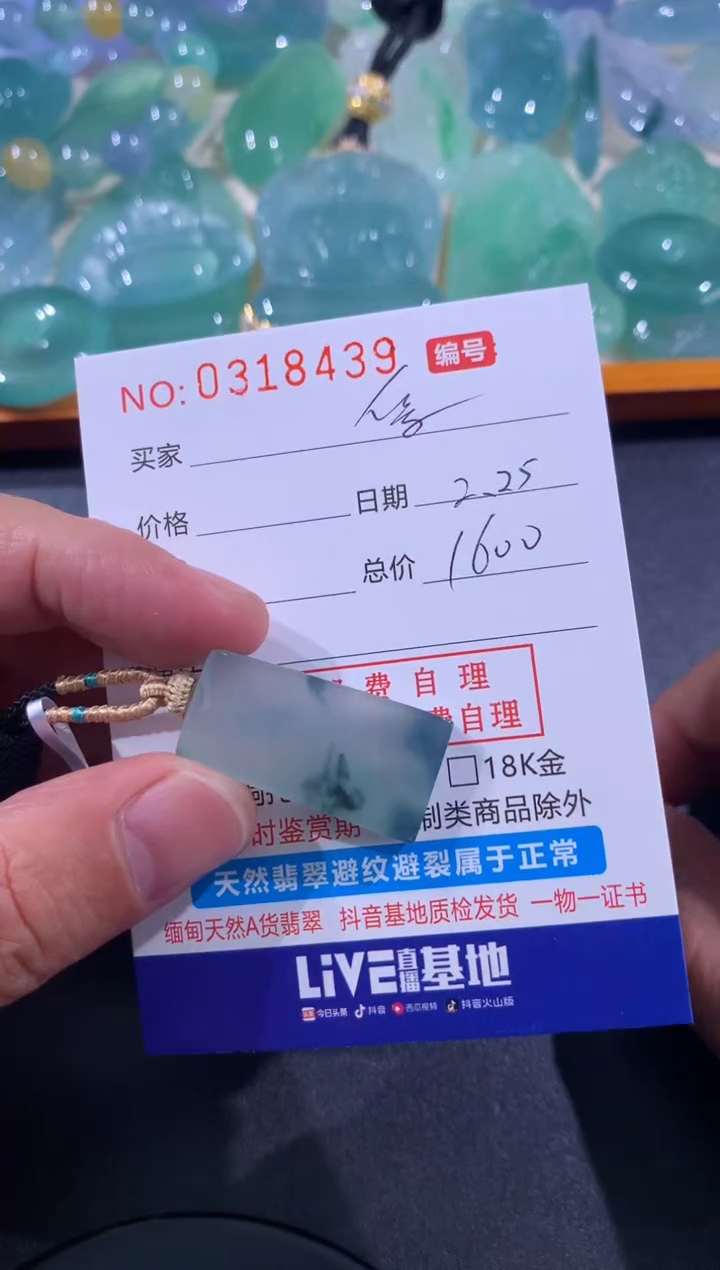 NO: 0318439 编号
买家
价格 日期 2.25
总价 1600
费自理
费自理
18K金
时鉴赏期 制类商品除外
天然翡翠避纹避裂属于正常
缅甸天然A货翡翠 抖音基地质检发货 一物一证书
LiVE直播基地
今日头条 抖音 西瓜视频 抖音火山版